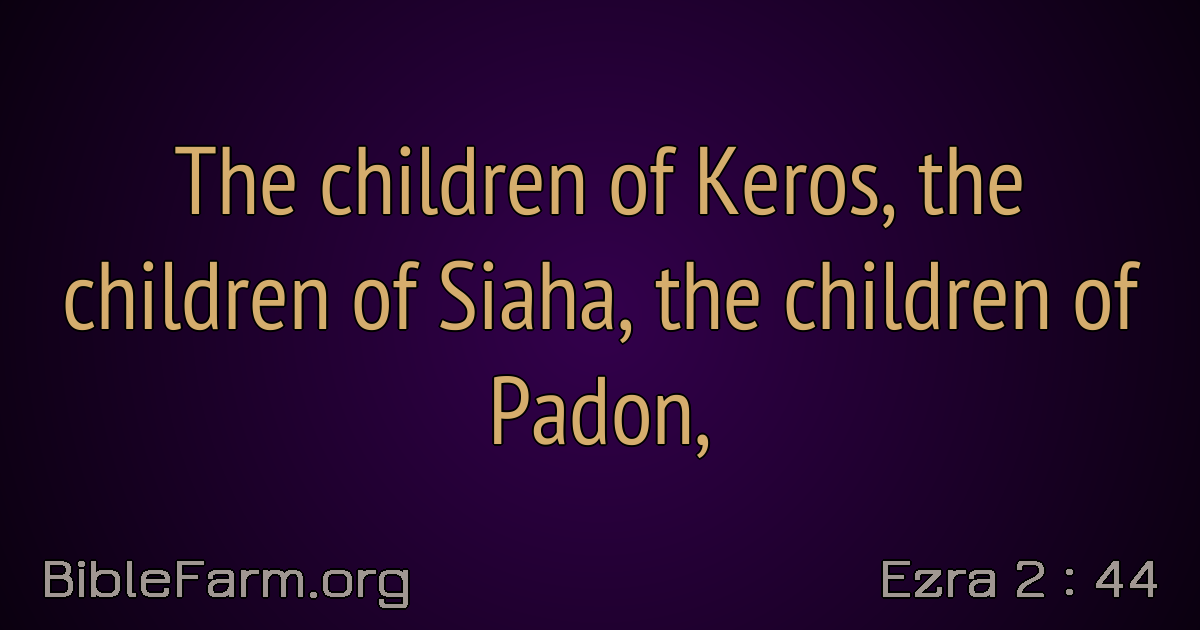 The children of Keros, the
children of Siaha, the children of
Padon,
BibleFarm.org
Ezra 2 : 44